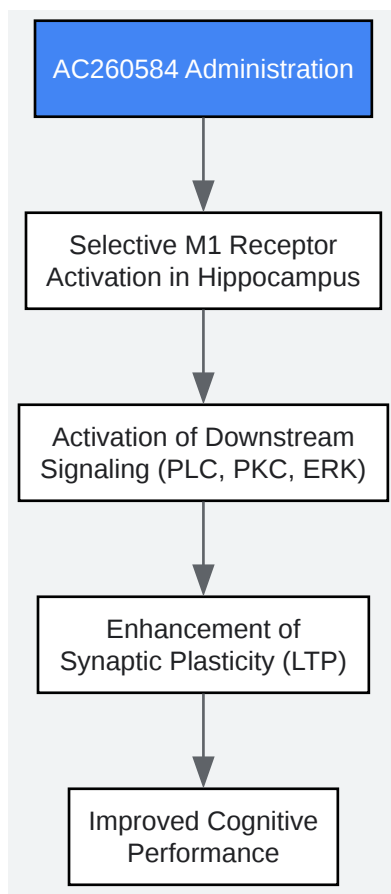 AC260584 Administration
Selective M1 Receptor
Activation in Hippocampus
Activation of Downstream
Signaling (PLC, PKC, ERK)
Enhancement of
Synaptic Plasticity (LTP)
Improved Cognitive
Performance